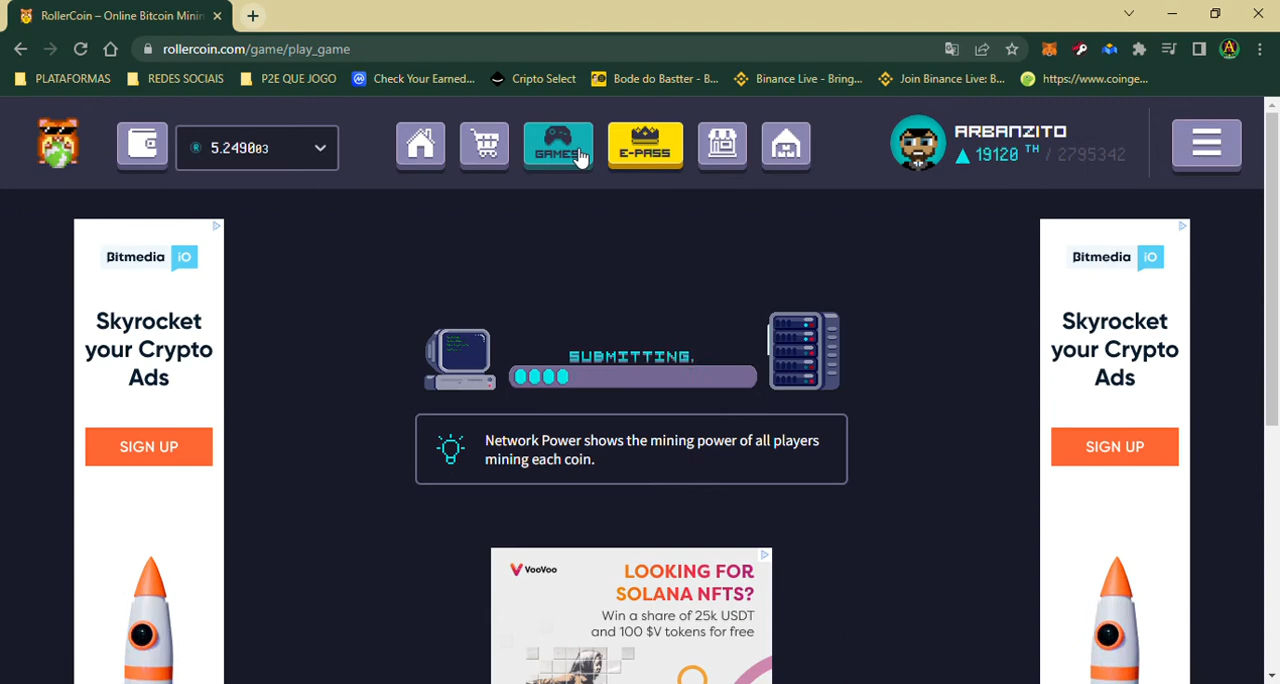 RollerCoin – Online Bitcoin Minin
rollercoin.com/game/play_game
PLATAFORMAS
REDES SOCIAIS
P2E QUE JOGO
Check Your Earned...
Cripto Select
Bode do Bastter - B...
Binance Live - Bring...
Join Binance Live: B...
https://www.coinge...
5.249003
GAMES
E-PASS
ARBANZITO
19120 TH / 2795342
Bitmedia iO
Skyrocket
your Crypto
Ads
SIGN UP
SUBMITTING.
Network Power shows the mining power of all players
mining each coin.
VooVoo
LOOKING FOR
SOLANA NFTS?
Win a share of 25k USDT
and 100 $V tokens for free
Bitmedia iO
Skyrocket
your Crypto
Ads
SIGN UP